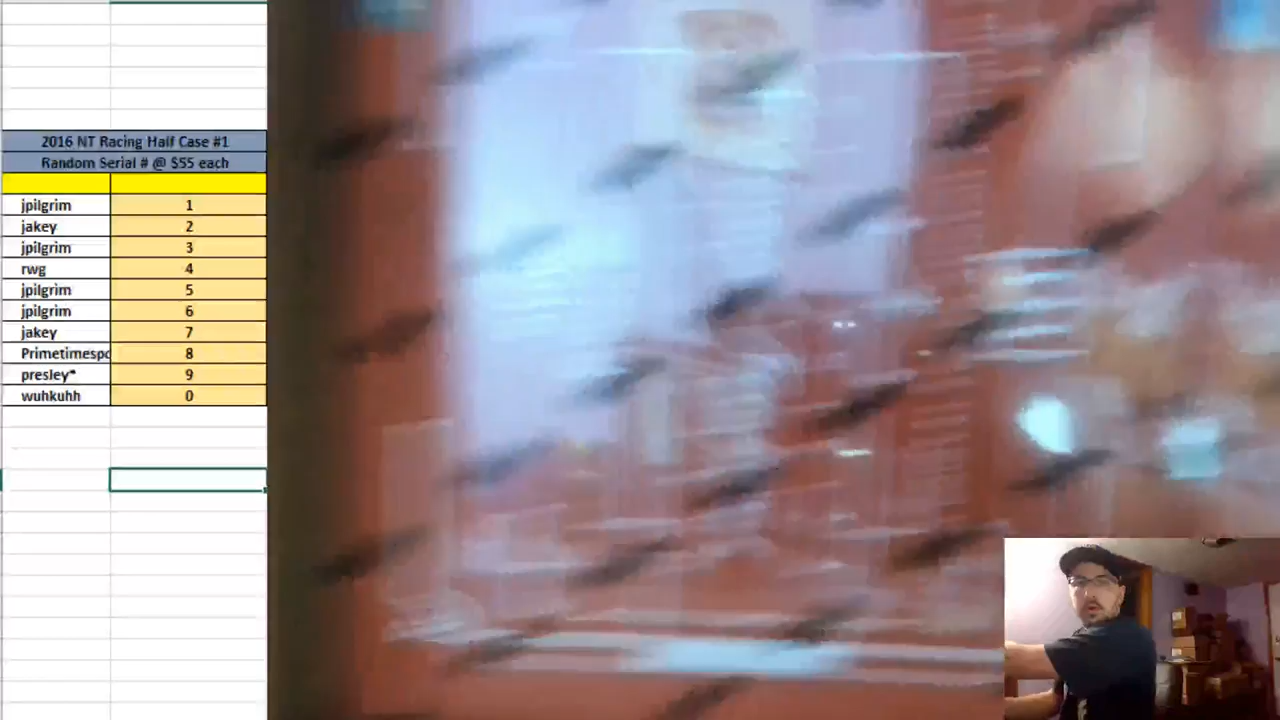 2016 NT Racing Half Case #1
Random Serial # @ $55 each
jpilgrim 1
jakey 2
jpilgrim 3
rwg 4
jpilgrim 5
jpilgrim 6
jakey 7
Primetimespo 8
presley* 9
wuhkuhh 0